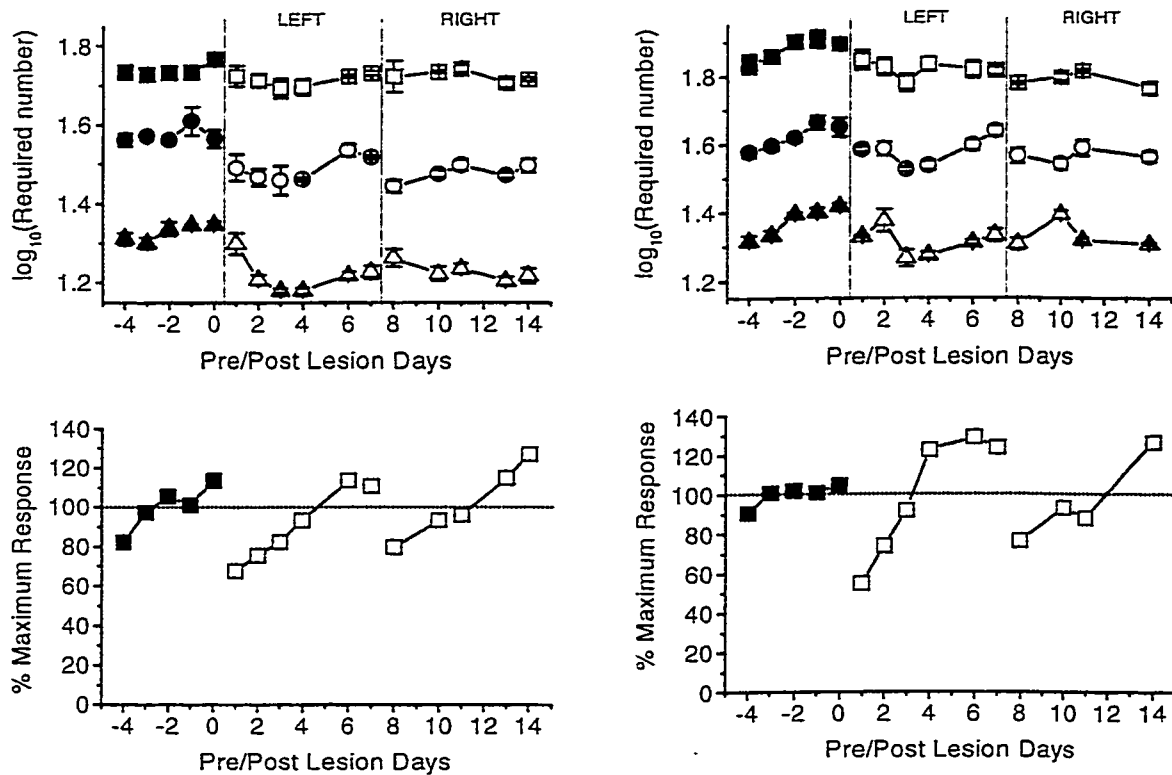 LEFT RIGHT
log10(Required number)
1.8
1.6
1.4
1.2
-4 -2 0 2 4 6 8 10 12 14
Pre/Post Lesion Days
LEFT RIGHT
log10(Required number)
1.8
1.6
1.4
1.2
-4 -2 0 2 4 6 8 10 12 14
Pre/Post Lesion Days
% Maximum Response
140
120
100
80
60
40
20
0
-4 -2 0 2 4 6 8 10 12 14
Pre/Post Lesion Days
% Maximum Response
140
120
100
80
60
40
20
0
-4 -2 0 2 4 6 8 10 12 14
Pre/Post Lesion Days